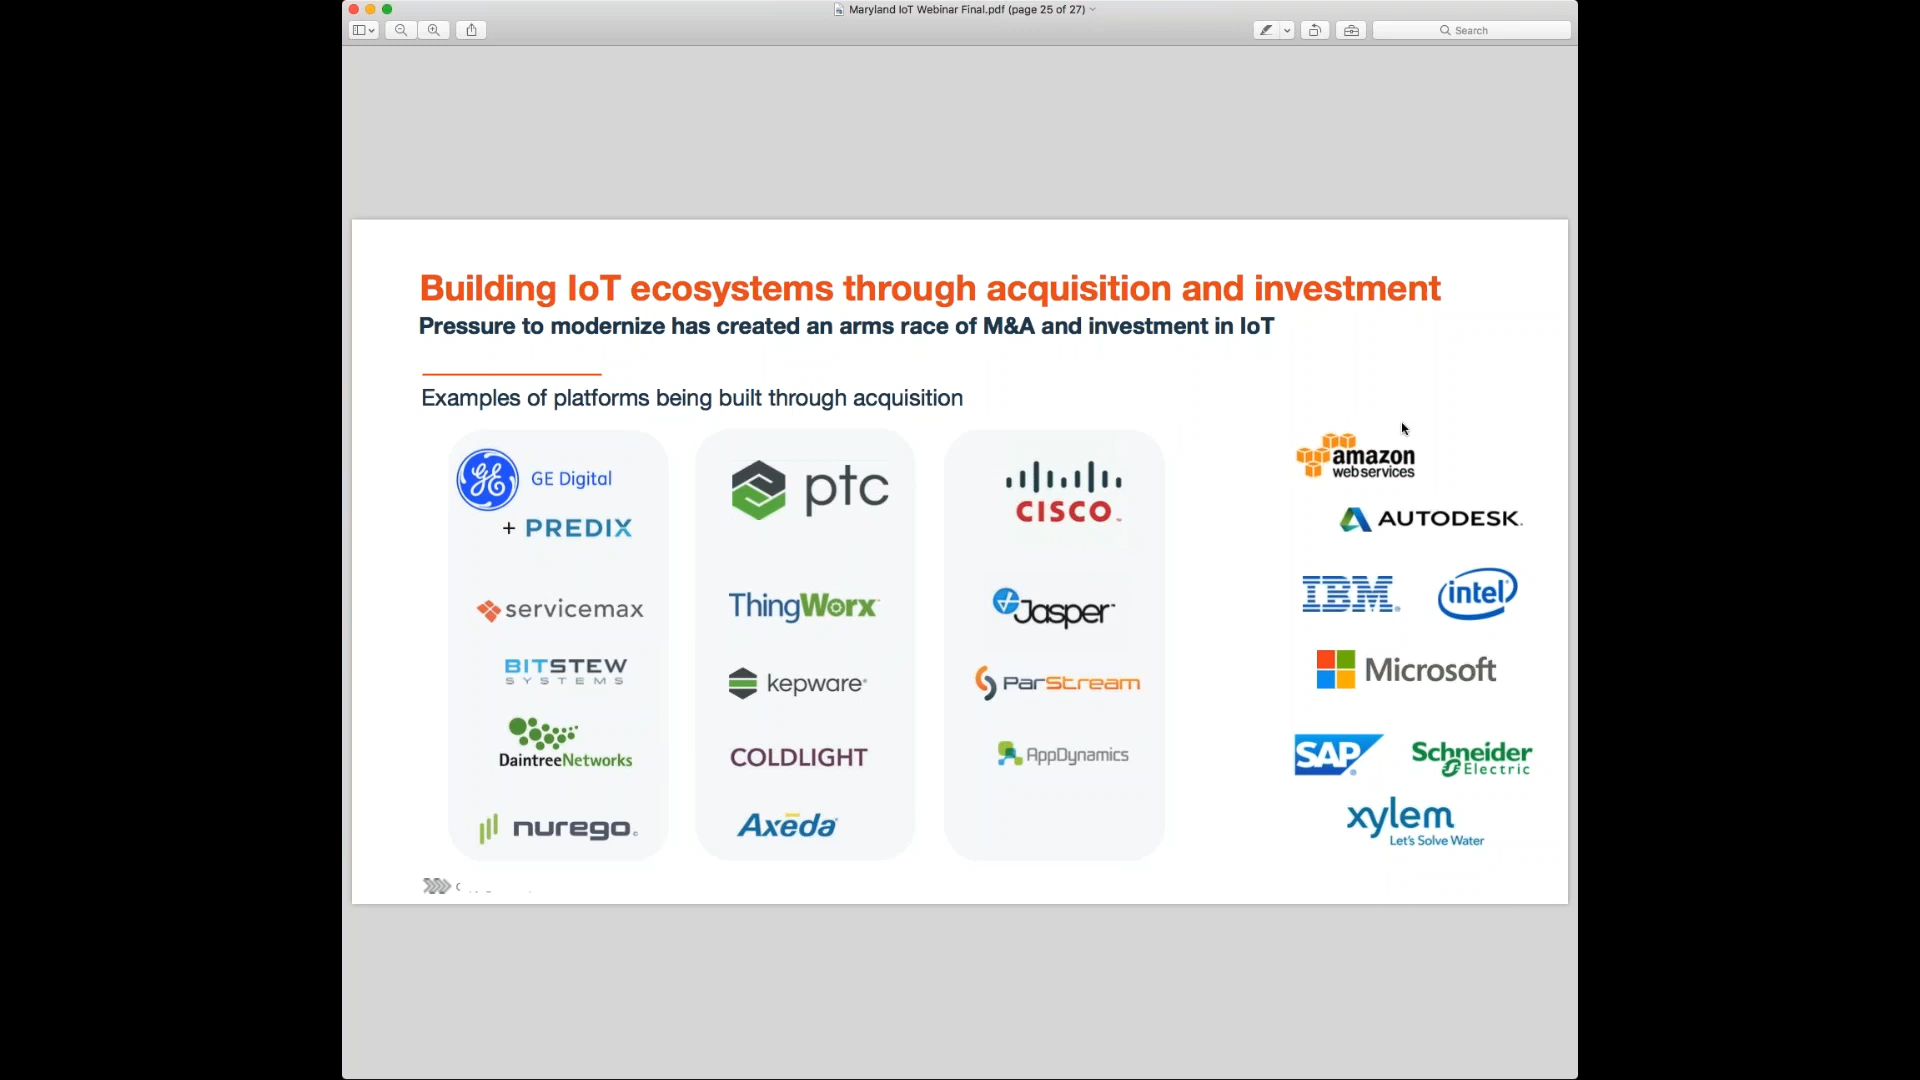 Maryland IoT Webinar Final.pdf (page 25 of 27)
Search
Building IoT ecosystems through acquisition and investment
Pressure to modernize has created an arms race of M&A and investment in IoT
Examples of platforms being built through acquisition
GE GE Digital
+ PREDIX
servicemax
BITSTEW
SYSTEMS
DaintreeNetworks
nurego
ptc
ThingWorx
kepware
COLDLIGHT
Axeda
CISCO
Jasper
ParStream
AppDynamics
amazon
webservices
AUTODESK.
IBM
intel
Microsoft
SAP
Schneider
Electric
xylem
Let's Solve Water